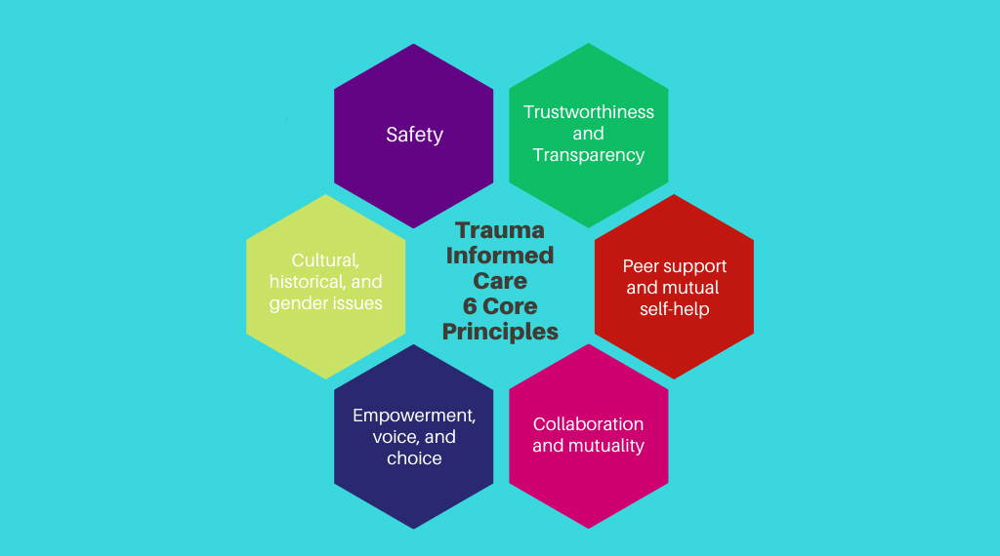 Safety
Trustworthiness
and
Transparency
Trauma
Informed
Care
6 Core
Principles
Cultural,
historical, and
gender issues
Peer support
and mutual
self-help
Empowerment,
voice, and
choice
Collaboration
and mutuality